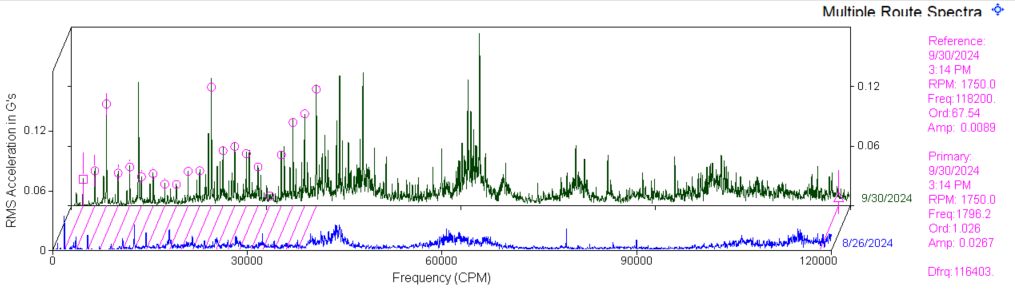 Multiple Route Spectra
Reference:
9/30/2024
3:14 PM
RPM: 1750.0
Freq:118200.
Ord:67.54
Amp: 0.0089
Primary:
9/30/2024
3:14 PM
RPM: 1750.0
Freq:1796.2
Ord:1.026
Amp: 0.0267
Dfrq:116403.
RMS Acceleration in G's
0.12
0.06
0
0.12
0.06
9/30/2024
8/26/2024
0
30000
60000
90000
120000
Frequency (CPM)